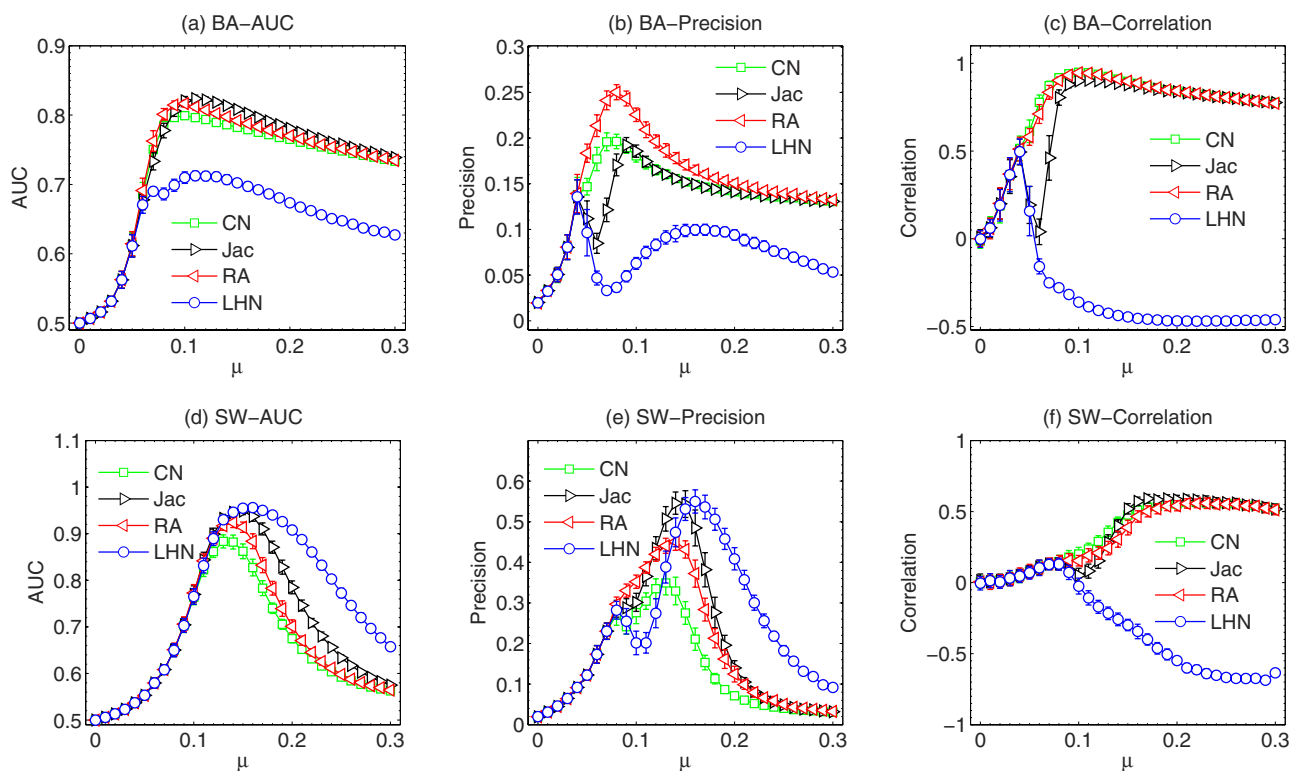 (a) BA−AUC
0.9
0.8
0.7
0.6
0.5
AUC
CN
Jac
RA
LHN
0 0.1 0.2 0.3
μ
(b) BA−Precision
0.3
0.25
0.2
0.15
0.1
0.05
0
Precision
CN
Jac
RA
LHN
0 0.1 0.2 0.3
μ
(c) BA−Correlation
1
0.5
0
−0.5
Correlation
CN
Jac
RA
LHN
0 0.1 0.2 0.3
μ
(d) SW−AUC
1.1
1
0.9
0.8
0.7
0.6
0.5
AUC
CN
Jac
RA
LHN
0 0.1 0.2 0.3
μ
(e) SW−Precision
0.7
0.6
0.5
0.4
0.3
0.2
0.1
0
Precision
CN
Jac
RA
LHN
0 0.1 0.2 0.3
μ
(f) SW−Correlation
1
0.5
0
−0.5
−1
Correlation
CN
Jac
RA
LHN
0 0.1 0.2 0.3
μ